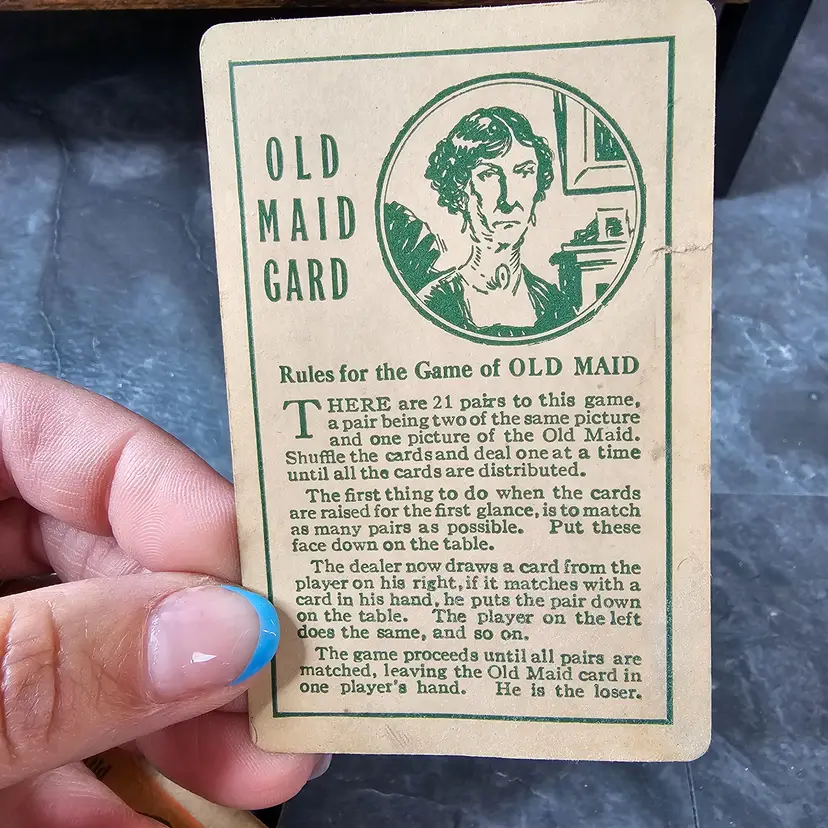 OLD
MAID
CARD
Rules for the Game of OLD MAID
THERE are 21 pairs to this game,
a pair being two of the same picture
and one picture of the Old Maid.
Shuffle the cards and deal one at a time
until all the cards are distributed.
The first thing to do when the cards
are raised for the first glance, is to match
as many pairs as possible. Put these
face down on the table.
The dealer now draws a card from the
player on his right, if it matches with a
card in his hand, he puts the pair down
on the table. The player on the left
does the same, and so on.
The game proceeds until all pairs are
matched, leaving the Old Maid card in
one player's hand. He is the loser.